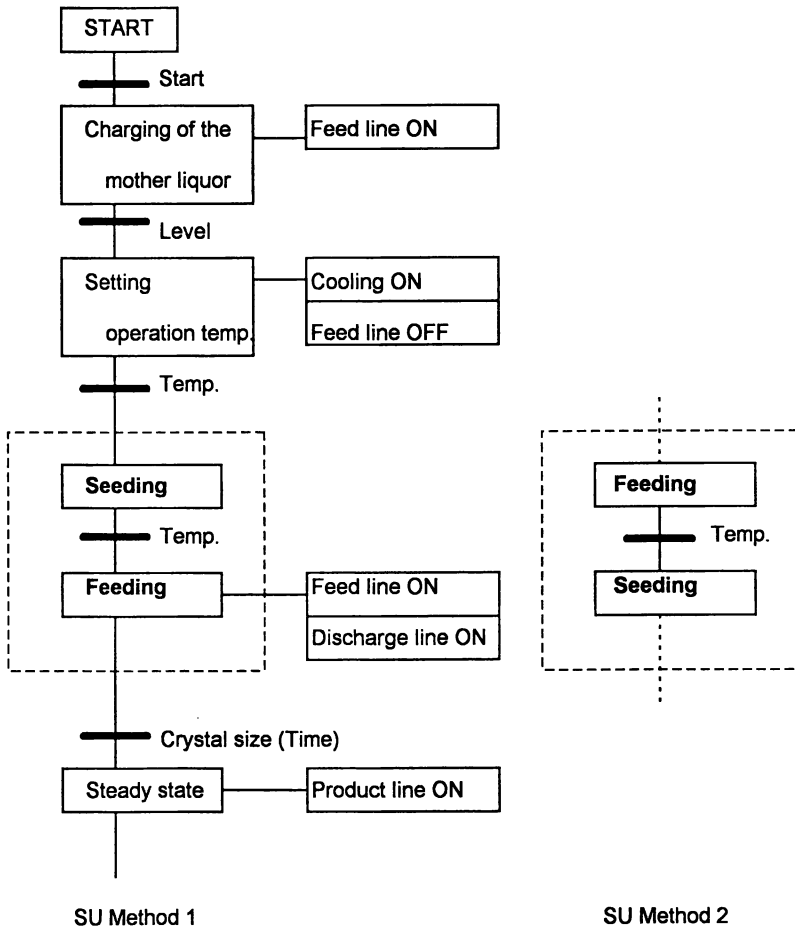 START
Start
Charging of the
mother liquor
Feed line ON
Level
Setting
operation temp.
Cooling ON
Feed line OFF
Temp.
Seeding
Temp.
Feeding
Feed line ON
Discharge line ON
Feeding
Temp.
Seeding
Crystal size (Time)
Steady state
Product line ON
SU Method 1
SU Method 2